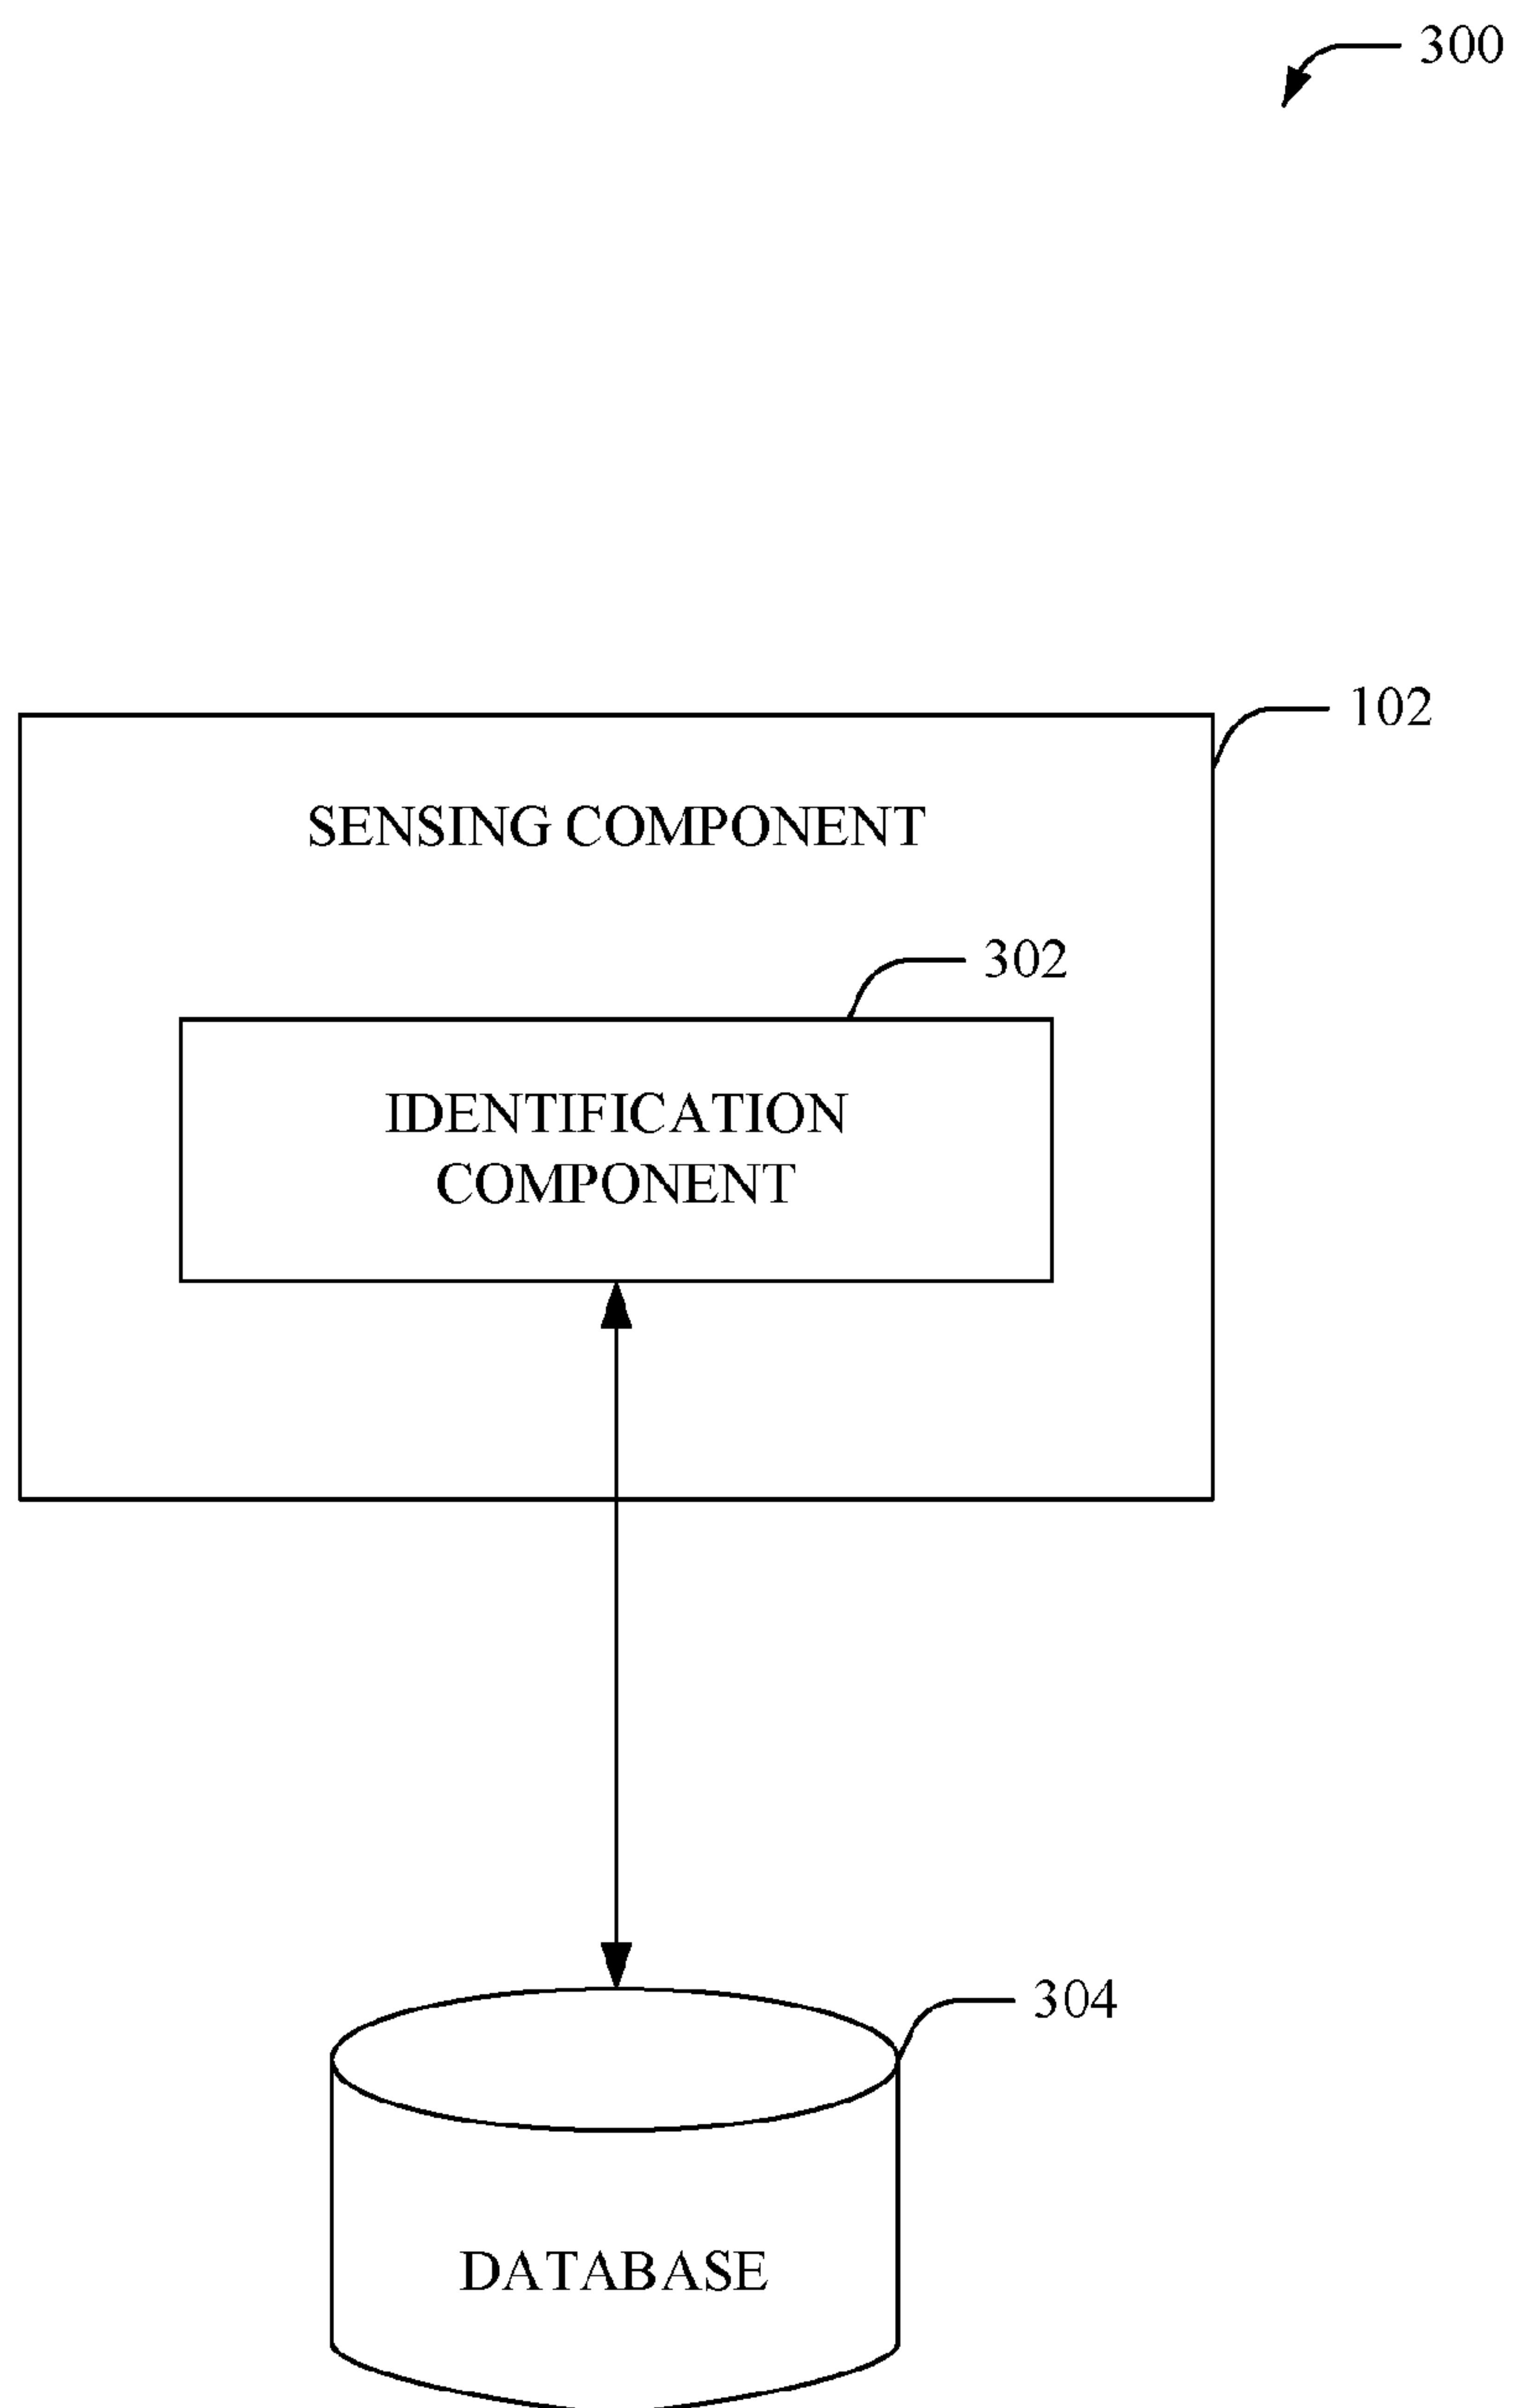 300
102
SENSING COMPONENT
302
IDENTIFICATION
COMPONENT
304
DATABASE